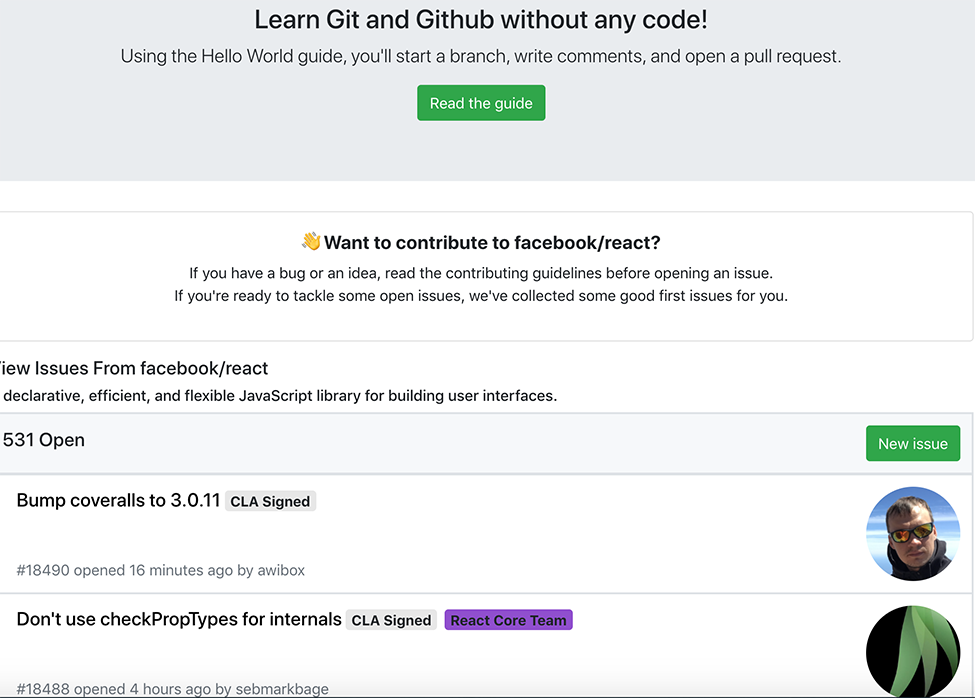 Learn Git and Github without any code!
Using the Hello World guide, you'll start a branch, write comments, and open a pull request.
Read the guide
👋Want to contribute to facebook/react?
If you have a bug or an idea, read the contributing guidelines before opening an issue.
If you're ready to tackle some open issues, we've collected some good first issues for you.
iew Issues From facebook/react
declarative, efficient, and flexible JavaScript library for building user interfaces.
531 Open
New issue
Bump coveralls to 3.0.11 CLA Signed
#18490 opened 16 minutes ago by awibox
Don't use checkPropTypes for internals CLA Signed React Core Team
#18488 opened 4 hours ago by sebmarkbage